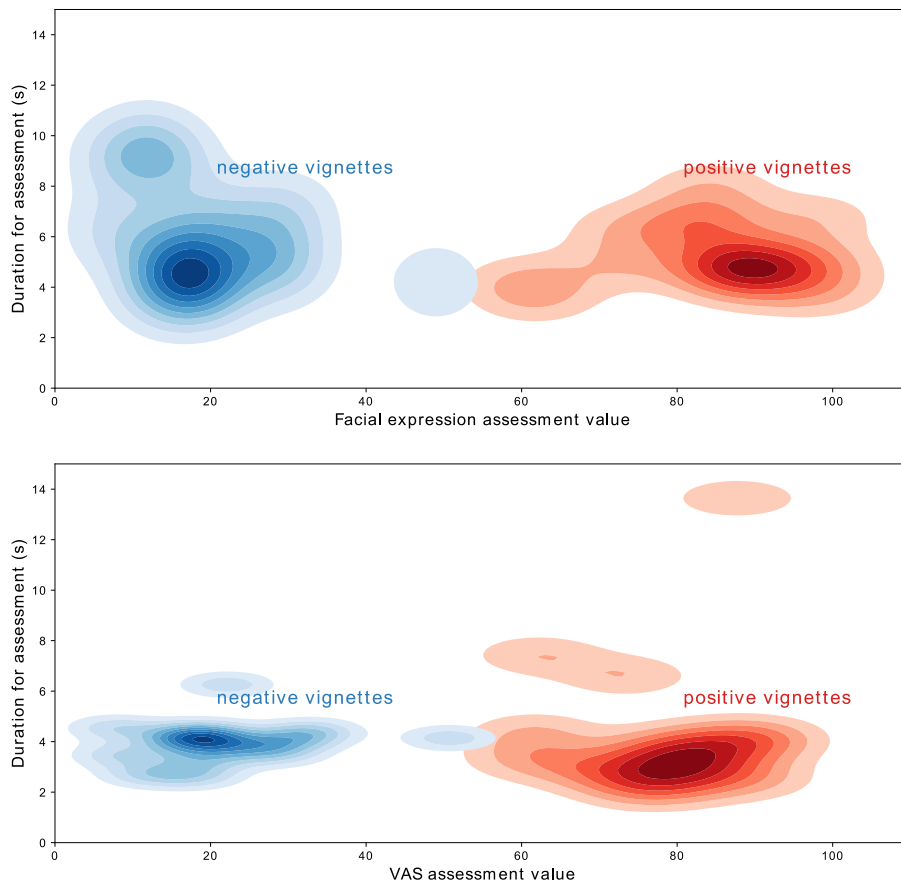 14
12
10
8
6
4
2
0
Duration for assessment (s)
negative vignettes
positive vignettes
0 20 40 60 80 100
Facial expression assessment value
14
12
10
8
6
4
2
0
Duration for assessment (s)
negative vignettes
positive vignettes
0 20 40 60 80 100
VAS assessment value